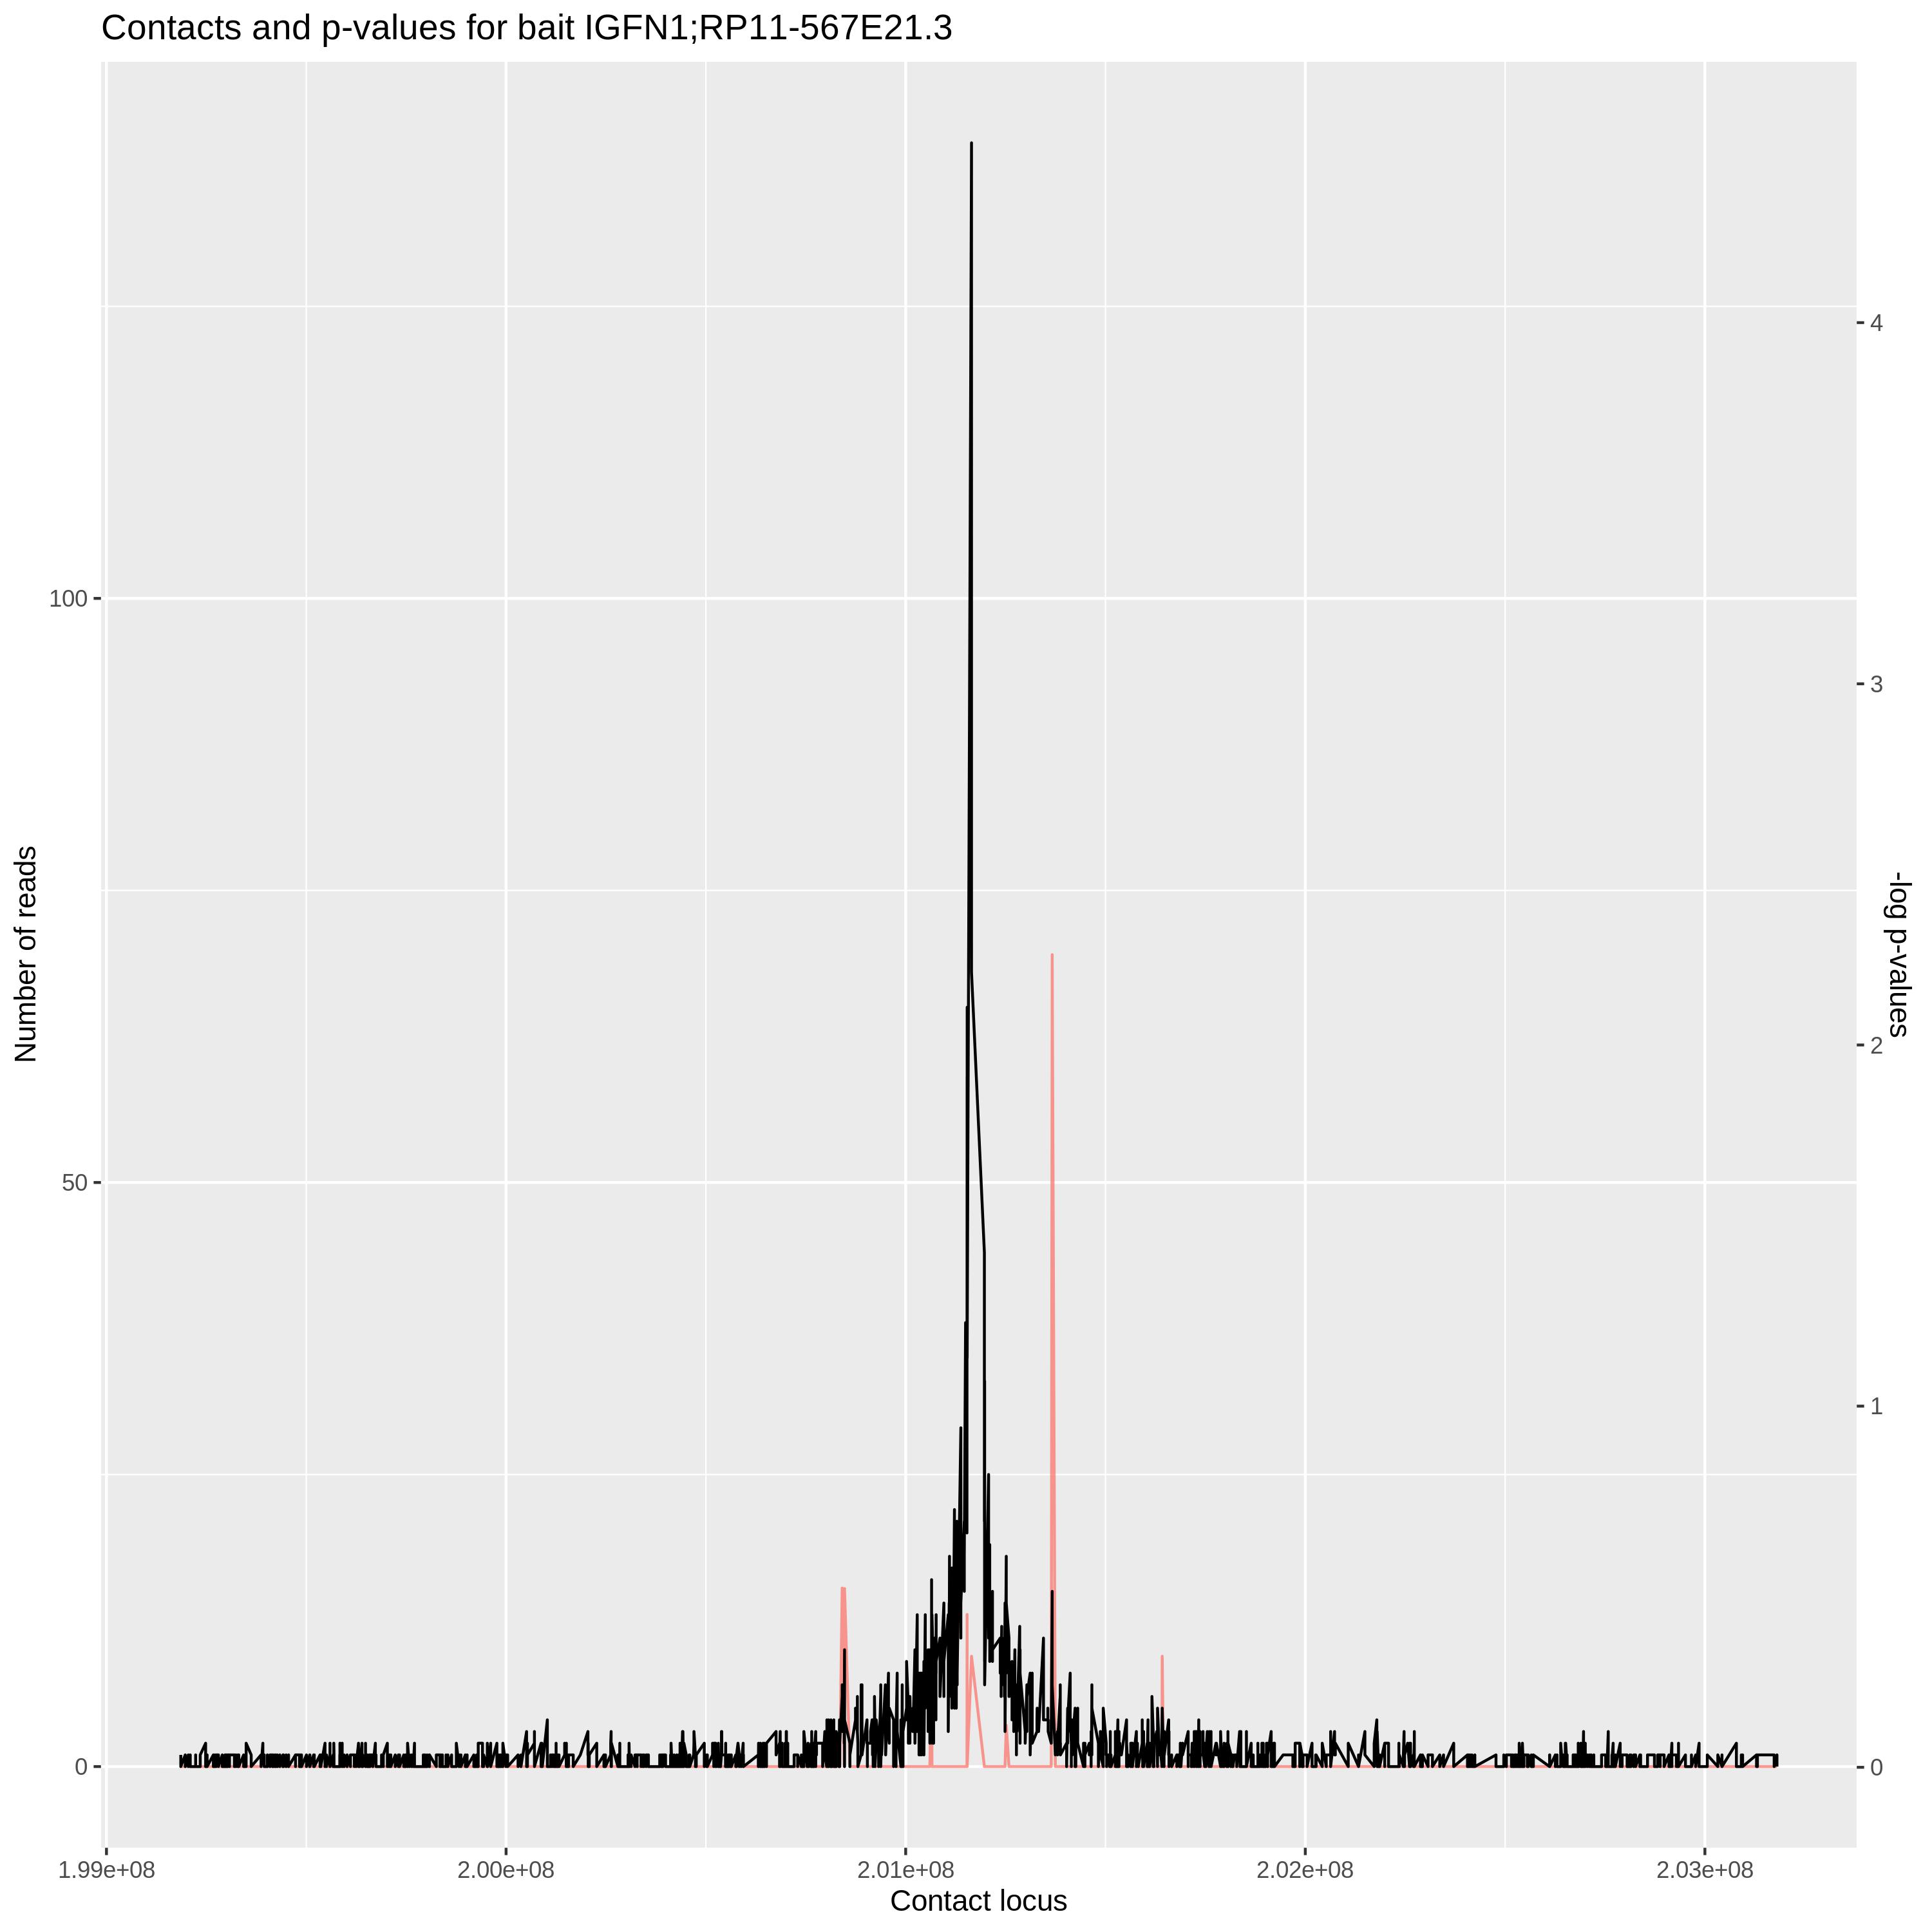 Contacts and p-values for bait IGFN1;RP11-567E21.3
Number of reads
100
50
0
4
3
2
1
0
-log p-values
1.99e+08
2.00e+08
2.01e+08
2.02e+08
2.03e+08
Contact locus